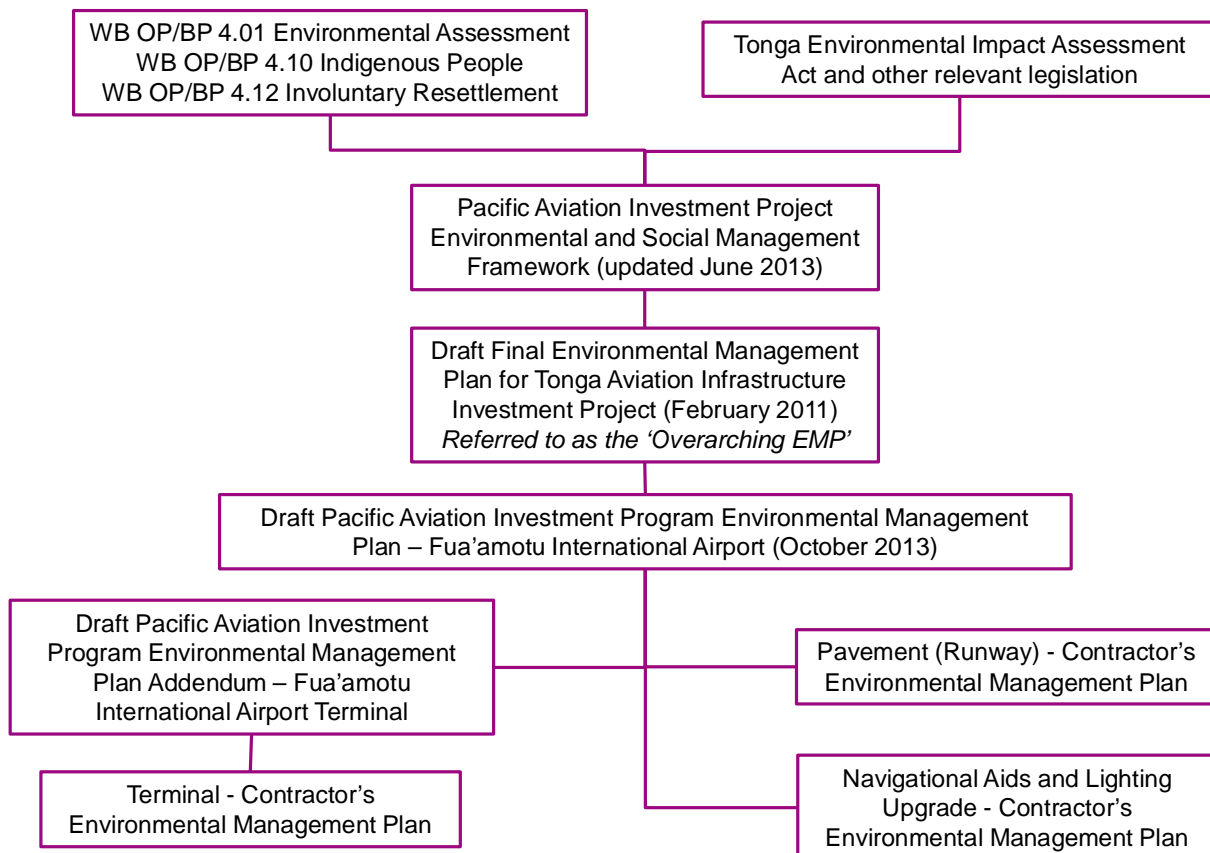 WB OP/BP 4.01 Environmental Assessment
WB OP/BP 4.10 Indigenous People
WB OP/BP 4.12 Involuntary Resettlement
Tonga Environmental Impact Assessment
Act and other relevant legislation
Pacific Aviation Investment Project
Environmental and Social Management
Framework (updated June 2013)
Draft Final Environmental Management
Plan for Tonga Aviation Infrastructure
Investment Project (February 2011)
Referred to as the ‘Overarching EMP’
Draft Pacific Aviation Investment Program Environmental Management
Plan – Fua’amotu International Airport (October 2013)
Draft Pacific Aviation Investment
Program Environmental Management
Plan Addendum – Fua’amotu
International Airport Terminal
Pavement (Runway) - Contractor’s
Environmental Management Plan
Terminal - Contractor’s
Environmental Management Plan
Navigational Aids and Lighting
Upgrade - Contractor’s
Environmental Management Plan